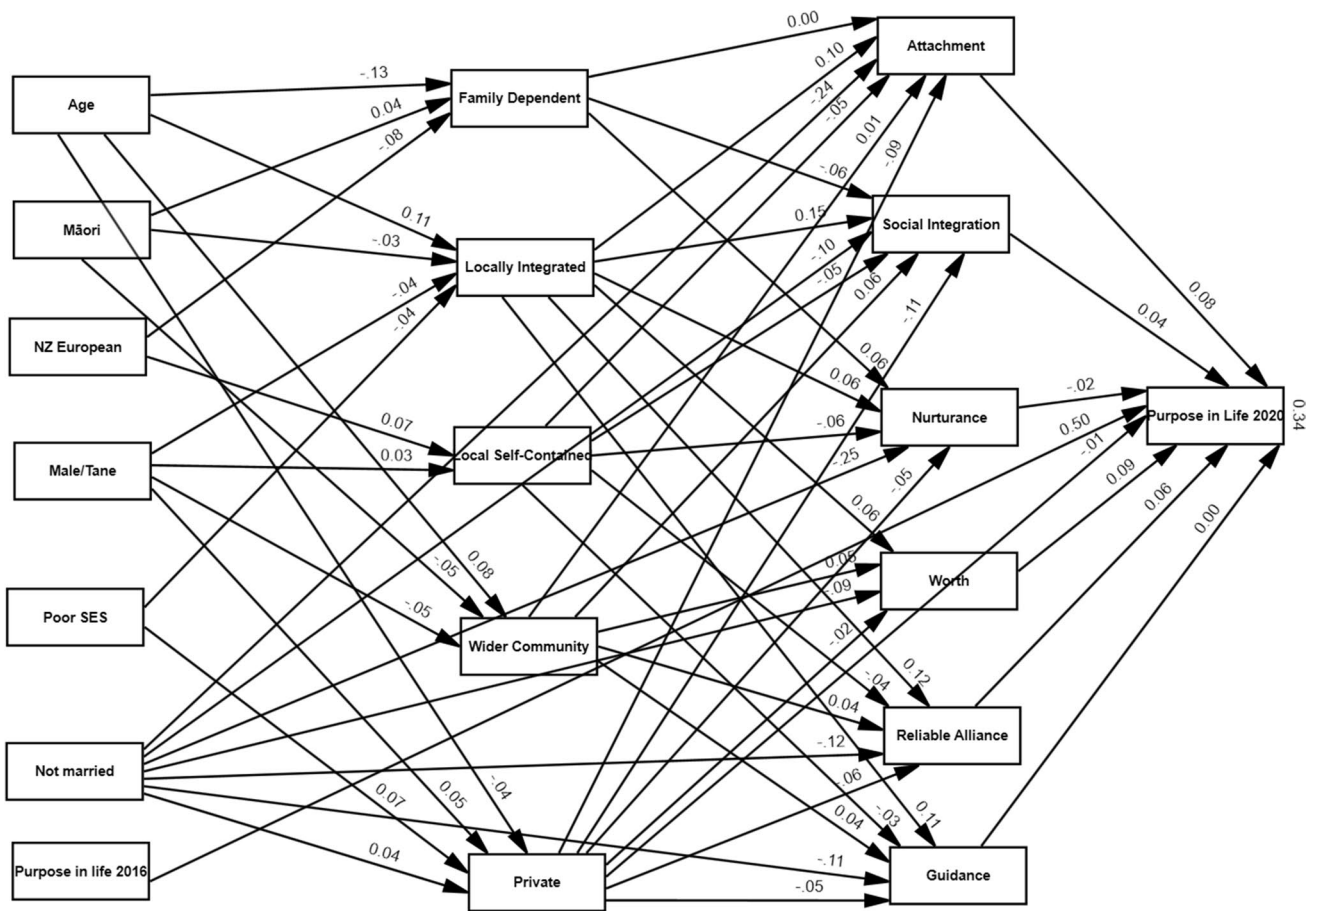 0.00
Attachment
0.10
-.24
-.05
Age
-.13
Family Dependent
0.04
-.08
0.01
-.09
-.06
Māori
0.11
-.03
0.15
Social Integration
Locally Integrated
-.10
-.05
0.06
-.11
0.08
0.04
-.04
-.04
NZ European
0.06
0.06
-.02
Nurturance
0.50
-.01
Purpose in Life 2020
0.34
0.07
0.03
Local Self-Contained
-.06
-.25
-.05
0.09
0.06
0.00
Male/Tane
0.06
-.05
0.08
0.05
-.09
Worth
Poor SES
-.05
Wider Community
-.02
0.12
-.04
0.04
Reliable Alliance
-.12
Not married
0.07
0.05
-.04
-.06
0.04
-.03
0.11
0.04
Purpose in life 2016
Private
-.11
-.05
Guidance